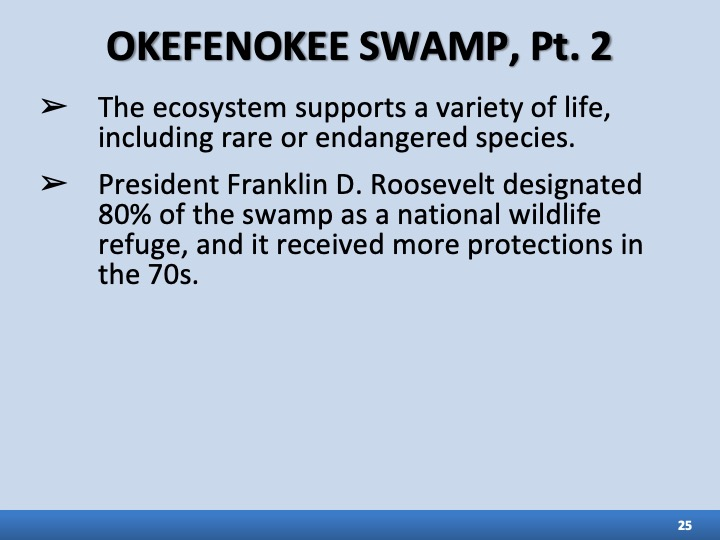 OKEFENOKEE SWAMP, Pt. 2
➢ The ecosystem supports a variety of life,
including rare or endangered species.
➢ President Franklin D. Roosevelt designated
80% of the swamp as a national wildlife
refuge, and it received more protections in
the 70s.
25